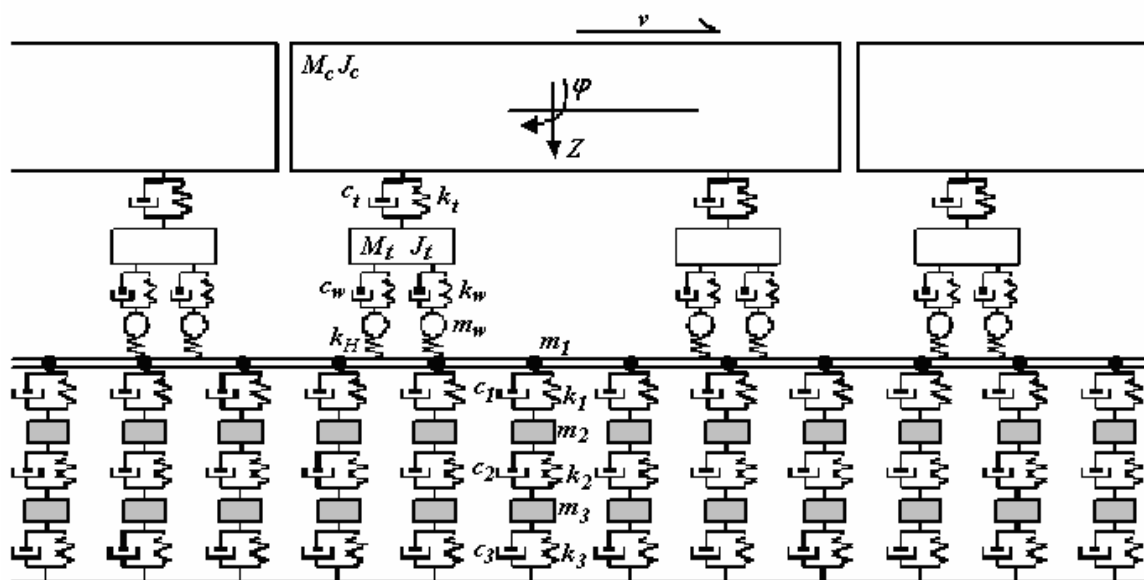 v
M_c J_c
φ
Z
c_t k_t
M_t J_t
c_w k_w
k_H m_w
m_1
c_1 k_1
m_2
c_2 k_2
m_3
c_3 k_3